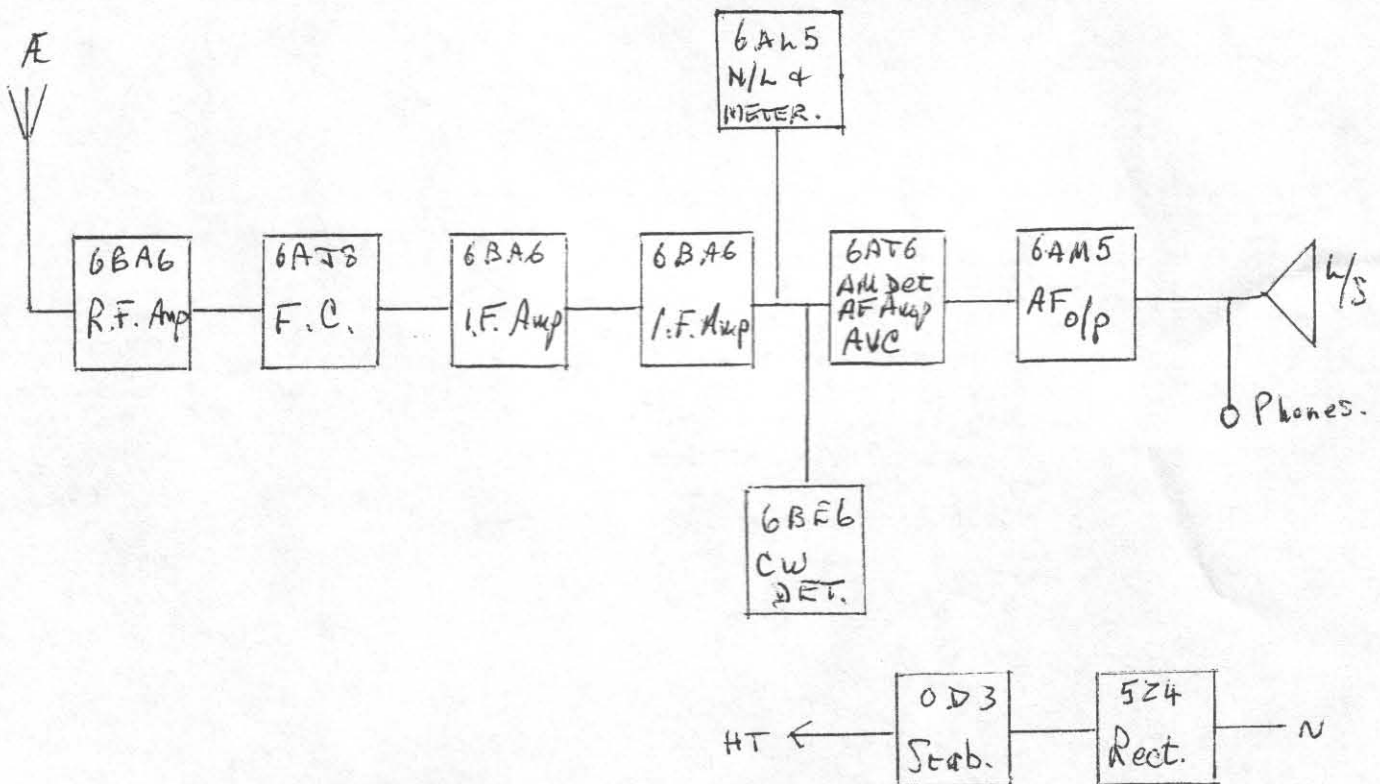 Æ
6AL5
N/L &
METER.
6BA6
R.F. Amp
6AJ8
F.C.
6BA6
I.F. Amp
6BA6
I.F. Amp
6AT6
AM Det
AF Amp
AVC
6AM5
AF o/p
L/S
Phones.
6BE6
CW
DET.
HT
0D3
Stab.
5Z4
Rect.
N